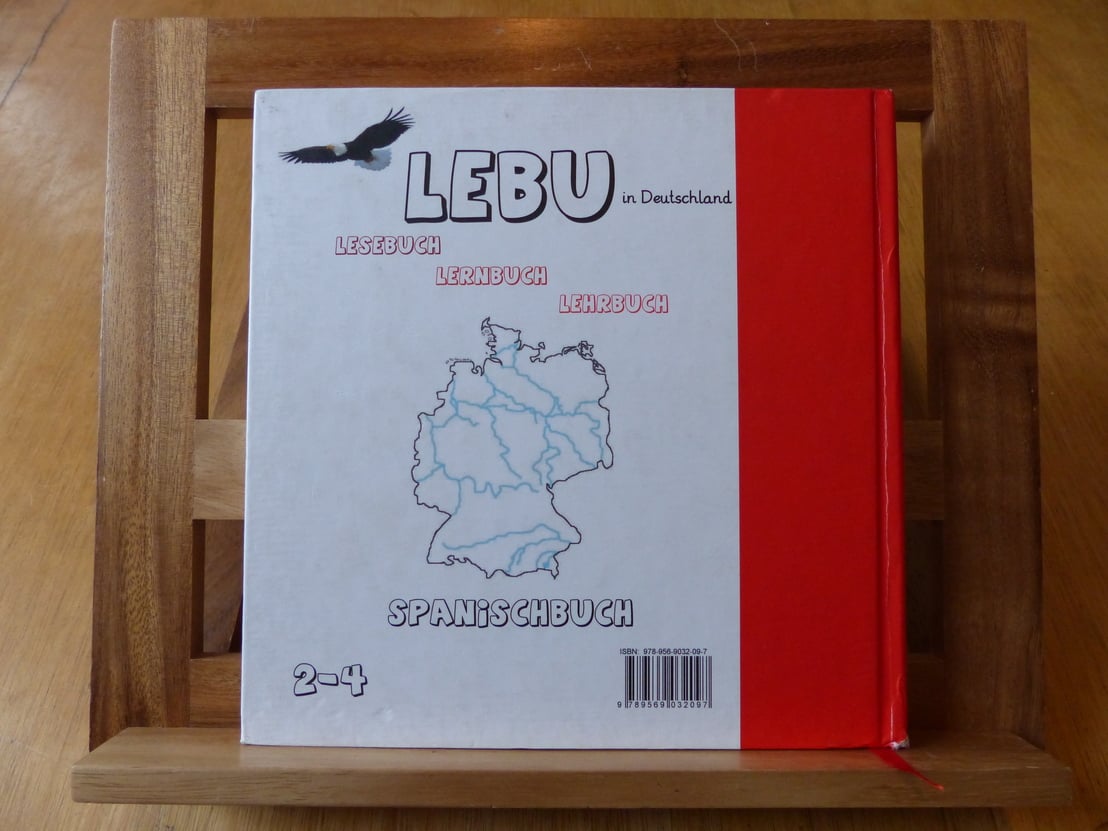 LEBU in Deutschland
LESEBUCH
LERNBUCH
LEHRBUCH
SPANiSCHBUCH
2-4
ISBN: 978-956-9032-09-7
9 789569 032097